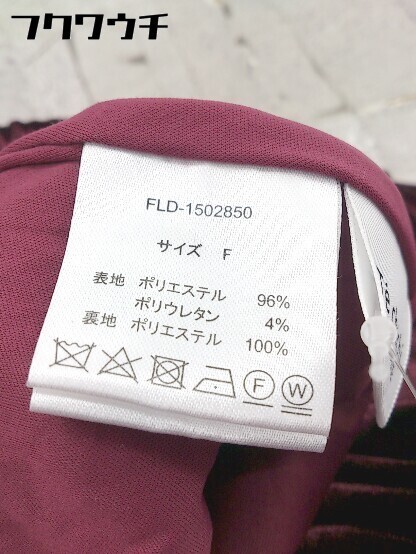 フクワウチ
FLD-1502850
サイズ F
表地 ポリエステル 96%
ポリウレタン 4%
裏地 ポリエステル 100%
F W